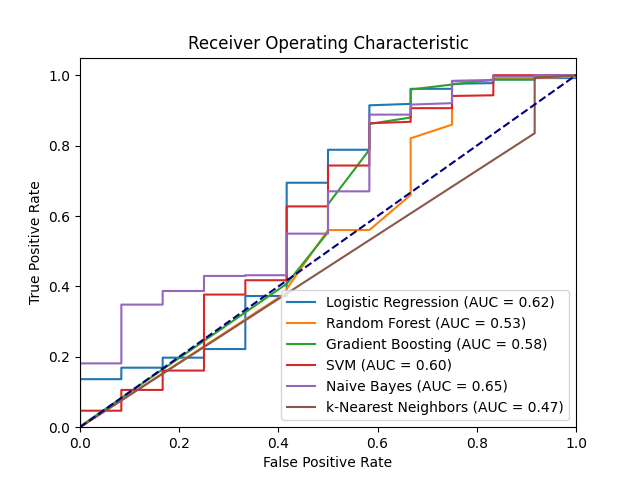 Receiver Operating Characteristic
1.0
0.8
0.6
0.4
0.2
0.0
True Positive Rate
Logistic Regression (AUC = 0.62)
Random Forest (AUC = 0.53)
Gradient Boosting (AUC = 0.58)
SVM (AUC = 0.60)
Naive Bayes (AUC = 0.65)
k-Nearest Neighbors (AUC = 0.47)
0.0 0.2 0.4 0.6 0.8 1.0
False Positive Rate